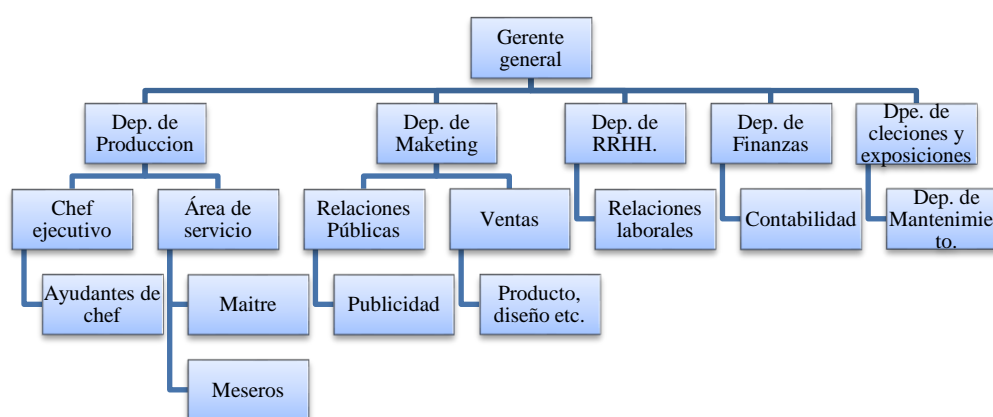 Gerente
general
Dep. de
Produccion
Dep. de
Maketing
Dep. de
RRHH.
Dep. de
Finanzas
Dpe. de
cleciones y
exposiciones
Chef
ejecutivo
Área de
servicio
Relaciones
Públicas
Ventas
Relaciones
laborales
Contabilidad
Dep. de
Mantenimie
to.
Ayudantes de
chef
Maitre
Publicidad
Producto,
diseño etc.
Meseros